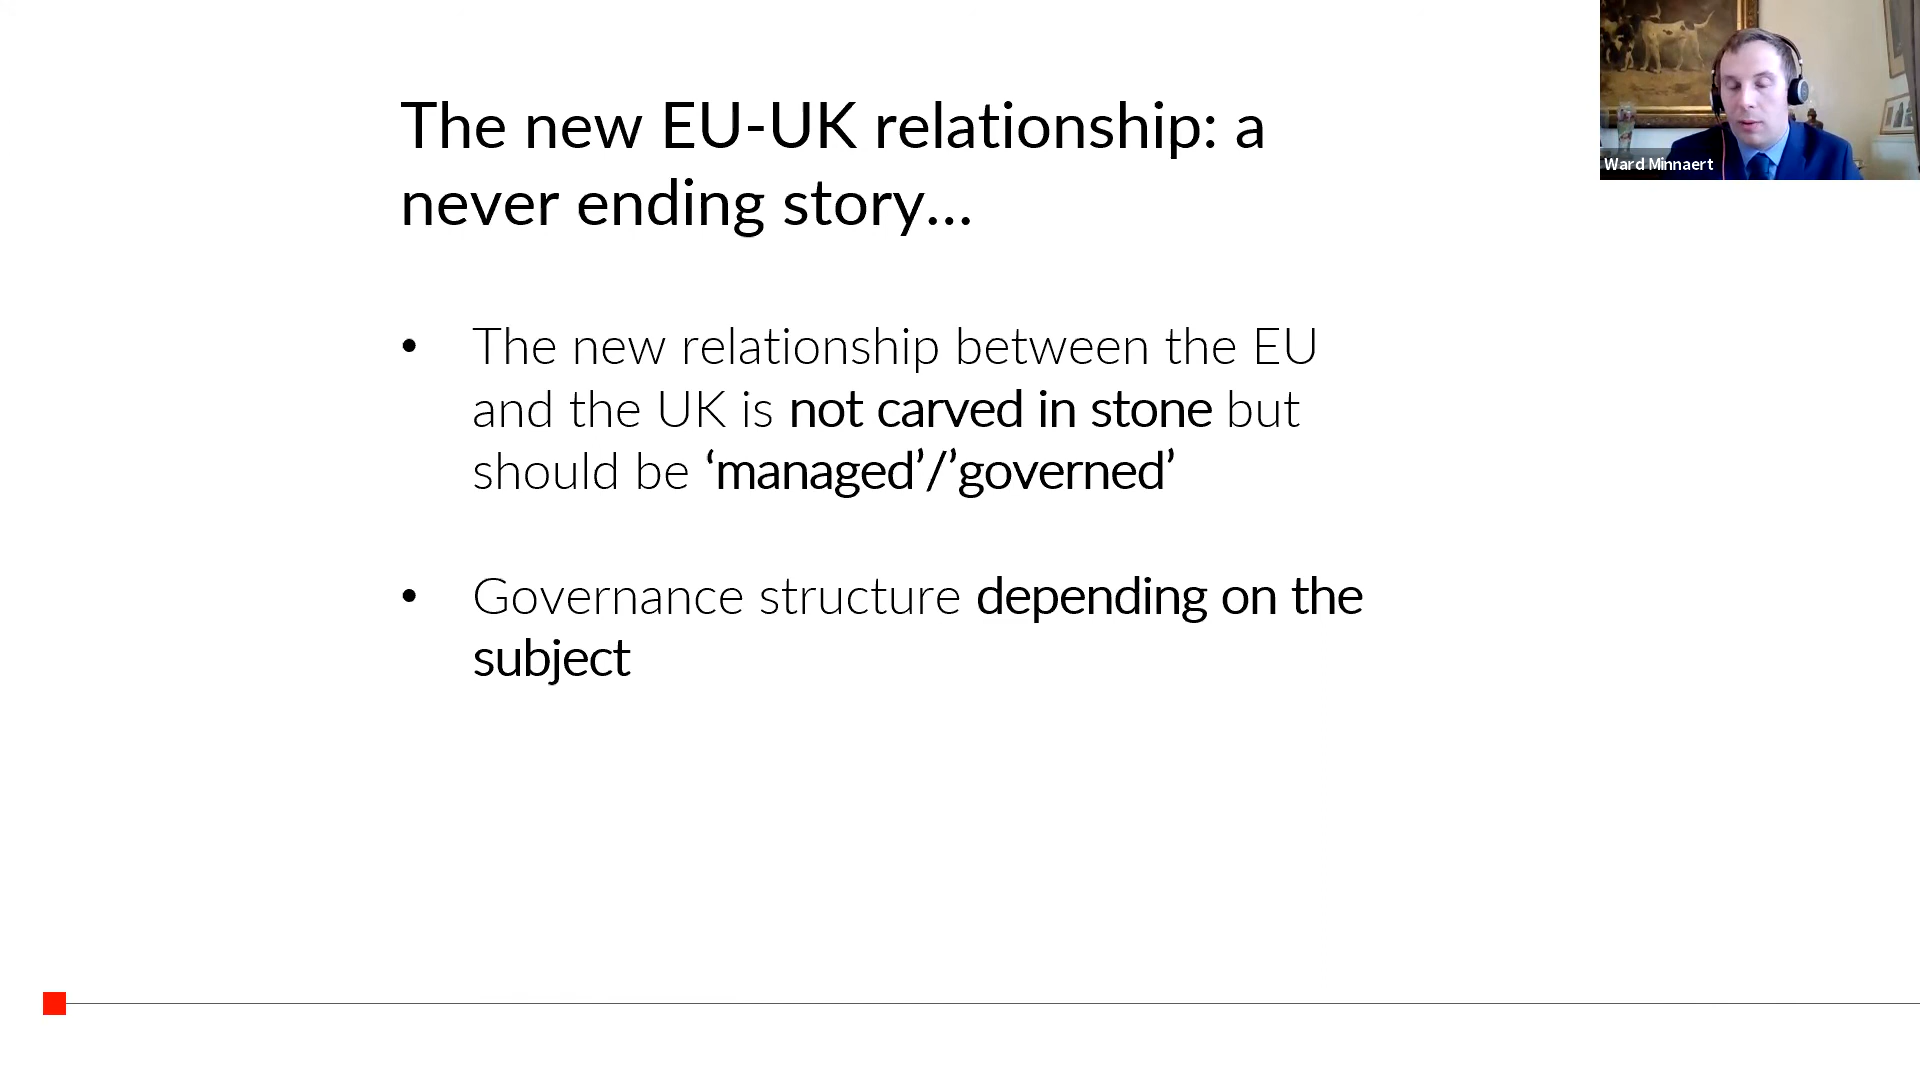 The new EU-UK relationship: a
never ending story...
• The new relationship between the EU
and the UK is not carved in stone but
should be ‘managed’/’governed’
• Governance structure depending on the
subject
Ward Minnaert